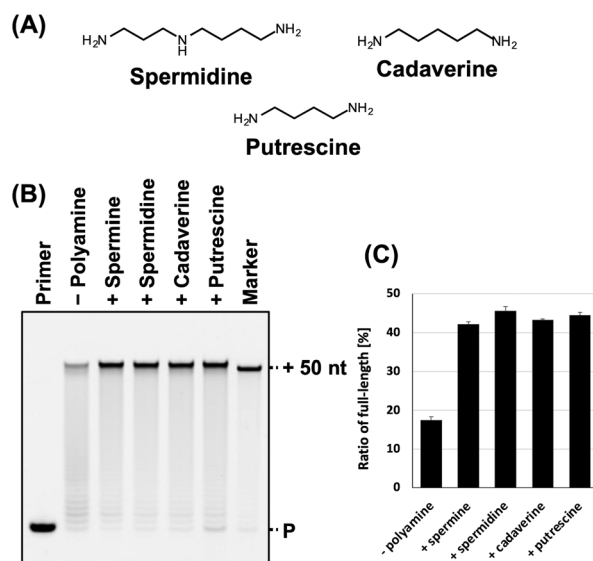 (A)
H₂N N H NH₂
Spermidine
H₂N NH₂
Cadaverine
H₂N NH₂
Putrescine
(B)
Primer
– Polyamine
+ Spermine
+ Spermidine
+ Cadaverine
+ Putrescine
Marker
+ 50 nt
P
(C)
Ratio of full-length [%]
50
40
30
20
10
0
- polyamine
+ spermine
+ spermidine
+ cadaverine
+ putrescine